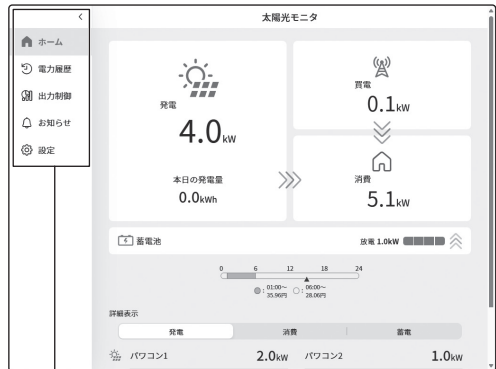 太陽光モニタ
ホーム
電力履歴
出力制御
お知らせ
設定
発電
4.0kW
本日の発電量
0.0kWh
買電
0.1kW
消費
5.1kW
蓄電池
放電 1.0kW
0 6 12 18 24
: 01:00～ 35.96円 : 06:00～ 28.06円
詳細表示
発電 消費 蓄電
パワコン1 2.0kW パワコン2 1.0kW